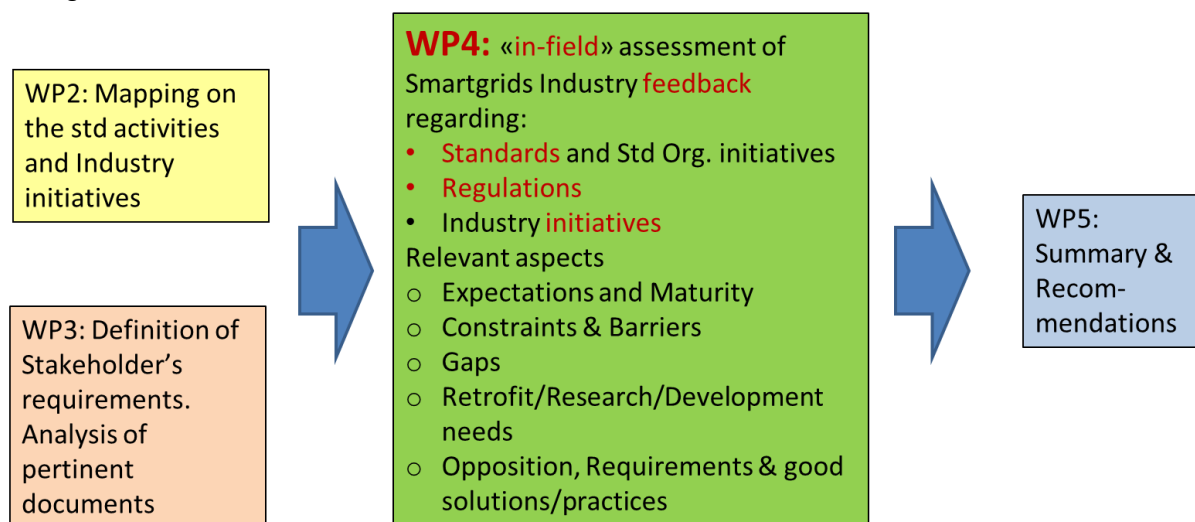 WP2: Mapping on
the std activities
and Industry
initiatives
WP3: Definition of
Stakeholder’s
requirements.
Analysis of
pertinent
documents
WP4: «in-field» assessment of
Smartgrids Industry feedback
regarding:
• Standards and Std Org. initiatives
• Regulations
• Industry initiatives
Relevant aspects
o Expectations and Maturity
o Constraints & Barriers
o Gaps
o Retrofit/Research/Development
needs
o Opposition, Requirements & good
solutions/practices
WP5:
Summary &
Recom-
mendations